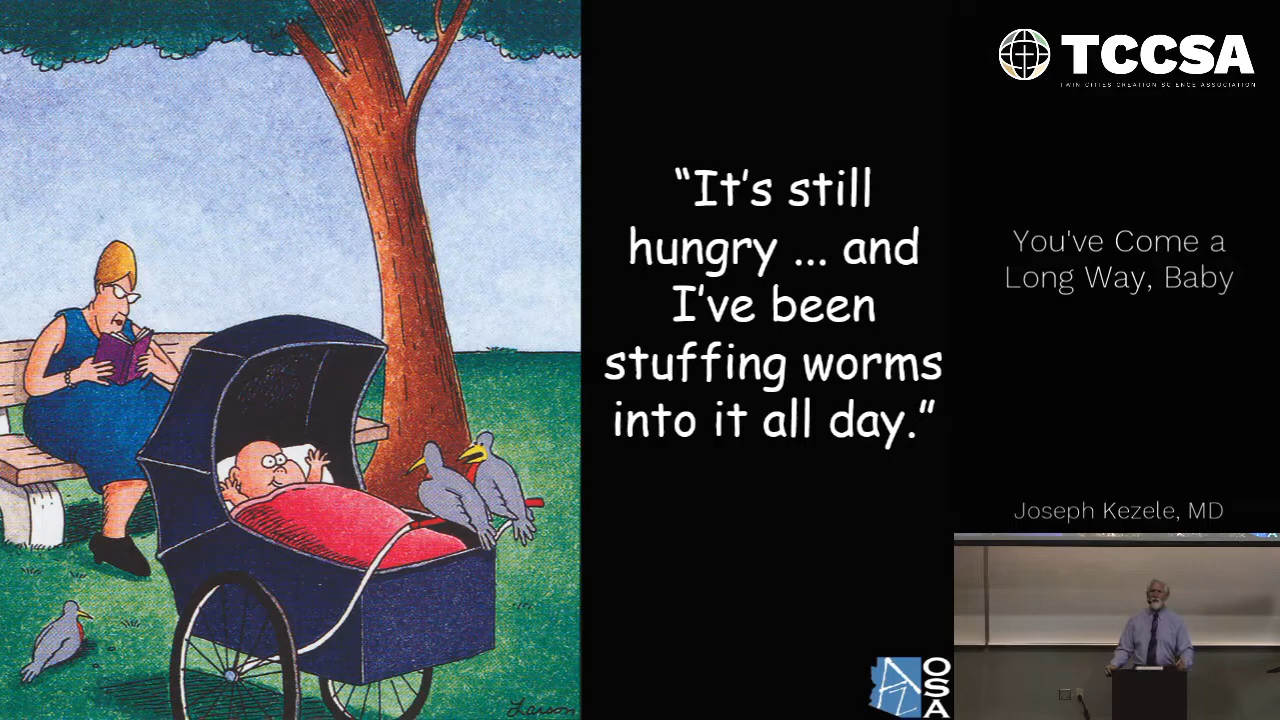 "It's still
hungry ... and
I've been
stuffing worms
into it all day."
Larson
TCCSA
TWIN CITIES CREATION SCIENCE ASSOCIATION
You've Come a
Long Way, Baby
Joseph Kezele, MD
AZ
OSA